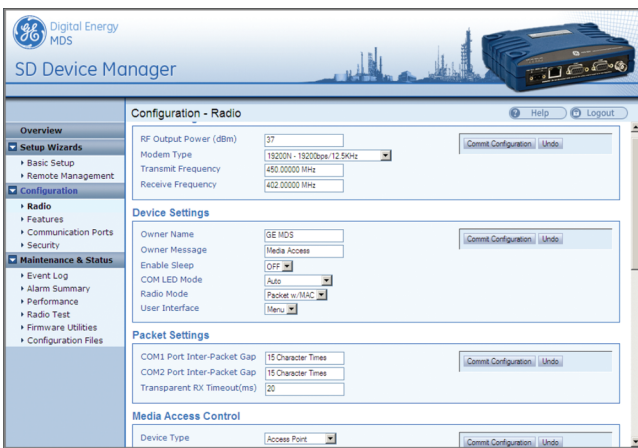 Digital Energy
MDS
SD Device Manager
Configuration - Radio
Help
Logout
Overview
Setup Wizards
Basic Setup
Remote Management
Configuration
Radio
Features
Communication Ports
Security
Maintenance & Status
Event Log
Alarm Summary
Performance
Radio Test
Firmware Utilities
Configuration Files
RF Output Power (dBm) 37
Modem Type 19200N - 19200bps/12.5KHz
Transmit Frequency 450.00000 MHz
Receive Frequency 402.00000 MHz
Commit Configuration Undo
Device Settings
Owner Name GE MDS
Owner Message Media Access
Enable Sleep OFF
COM LED Mode Auto
Radio Mode Packet w/MAC
User Interface Menu
Commit Configuration Undo
Packet Settings
COM1 Port Inter-Packet Gap 15 Character Times
COM2 Port Inter-Packet Gap 15 Character Times
Transparent RX Timeout(ms) 20
Commit Configuration Undo
Media Access Control
Device Type Access Point
Commit Configuration Undo